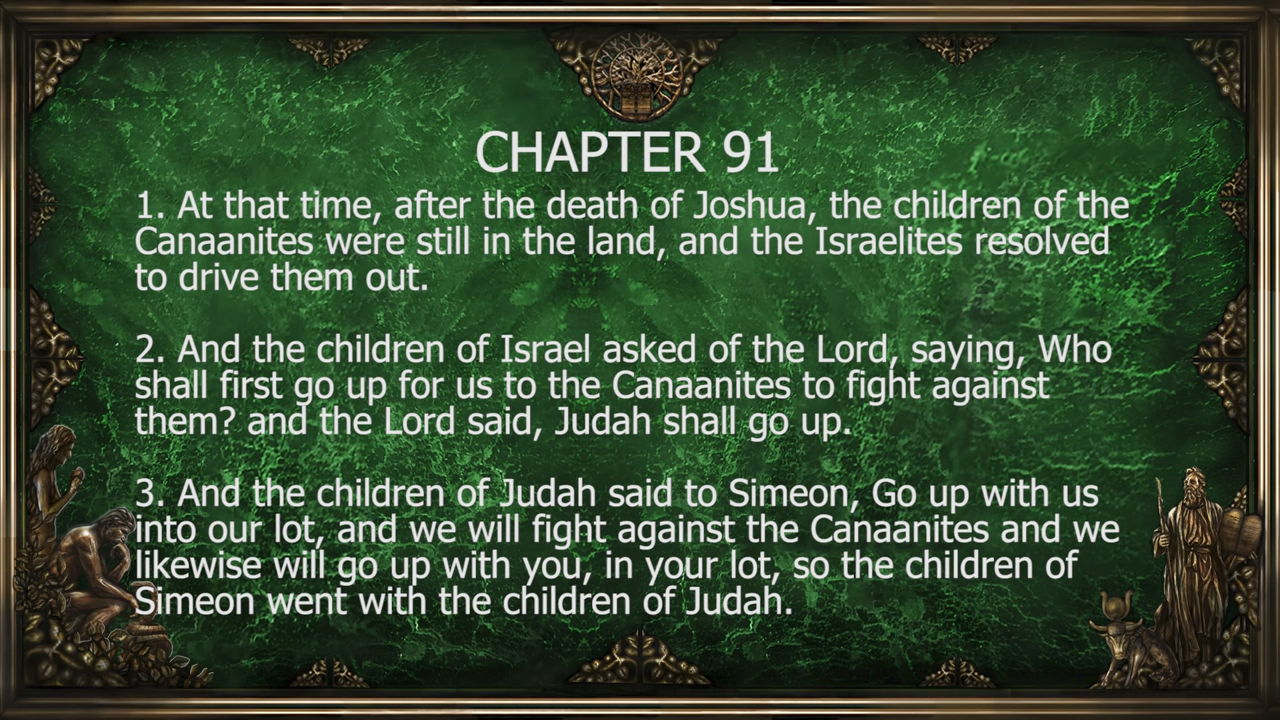 CHAPTER 91
1. At that time, after the death of Joshua, the children of the
Canaanites were still in the land, and the Israelites resolved
to drive them out.
2. And the children of Israel asked of the Lord, saying, Who
shall first go up for us to the Canaanites to fight against
them? and the Lord said, Judah shall go up.
3. And the children of Judah said to Simeon, Go up with us
into our lot, and we will fight against the Canaanites and we
likewise will go up with you, in your lot, so the children of
Simeon went with the children of Judah.